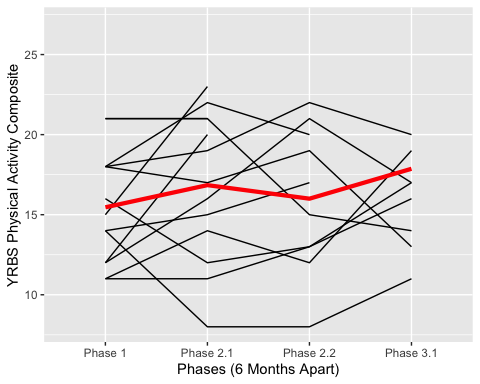 YRBS Physical Activity Composite
25
20
15
10
Phase 1 Phase 2.1 Phase 2.2 Phase 3.1
Phases (6 Months Apart)